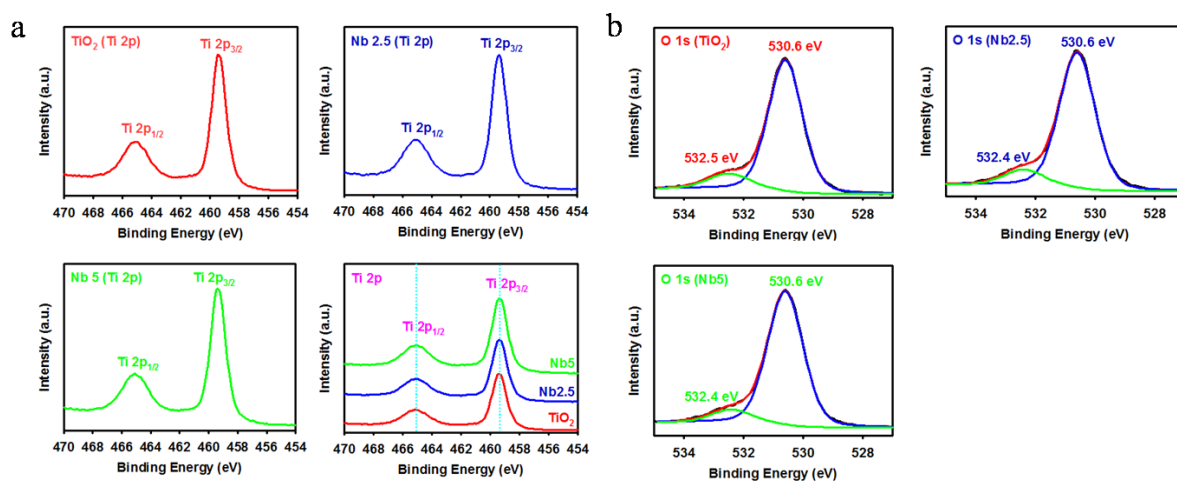 a
TiO₂ (Ti 2p)
Ti 2p₃/₂
Ti 2p₁/₂
Intensity (a.u.)
470 468 466 464 462 460 458 456 454
Binding Energy (eV)
Nb 2.5 (Ti 2p)
Ti 2p₃/₂
Ti 2p₁/₂
Intensity (a.u.)
470 468 466 464 462 460 458 456 454
Binding Energy (eV)
Nb 5 (Ti 2p)
Ti 2p₃/₂
Ti 2p₁/₂
Intensity (a.u.)
470 468 466 464 462 460 458 456 454
Binding Energy (eV)
Ti 2p
Ti 2p₃/₂
Ti 2p₁/₂
Nb5
Nb2.5
TiO₂
Intensity (a.u.)
470 468 466 464 462 460 458 456 454
Binding Energy (eV)
b
O 1s (TiO₂)
530.6 eV
532.5 eV
Intensity (a.u.)
534 532 530 528
Binding Energy (eV)
O 1s (Nb2.5)
530.6 eV
532.4 eV
Intensity (a.u.)
534 532 530 528
Binding Energy (eV)
O 1s (Nb5)
530.6 eV
532.4 eV
Intensity (a.u.)
534 532 530 528
Binding Energy (eV)